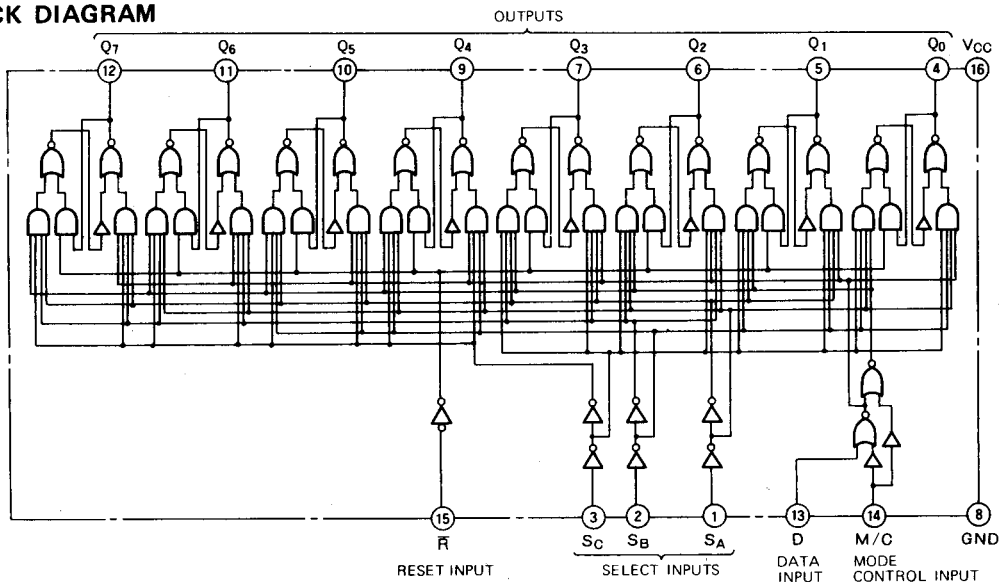 CK DIAGRAM
OUTPUTS
Q7 Q6 Q5 Q4 Q3 Q2 Q1 Q0 VCC
12 11 10 9 7 6 5 4 16
15 3 2 1 13 14 8
R̅ SC SB SA D M/C GND
RESET INPUT SELECT INPUTS DATA INPUT MODE CONTROL INPUT